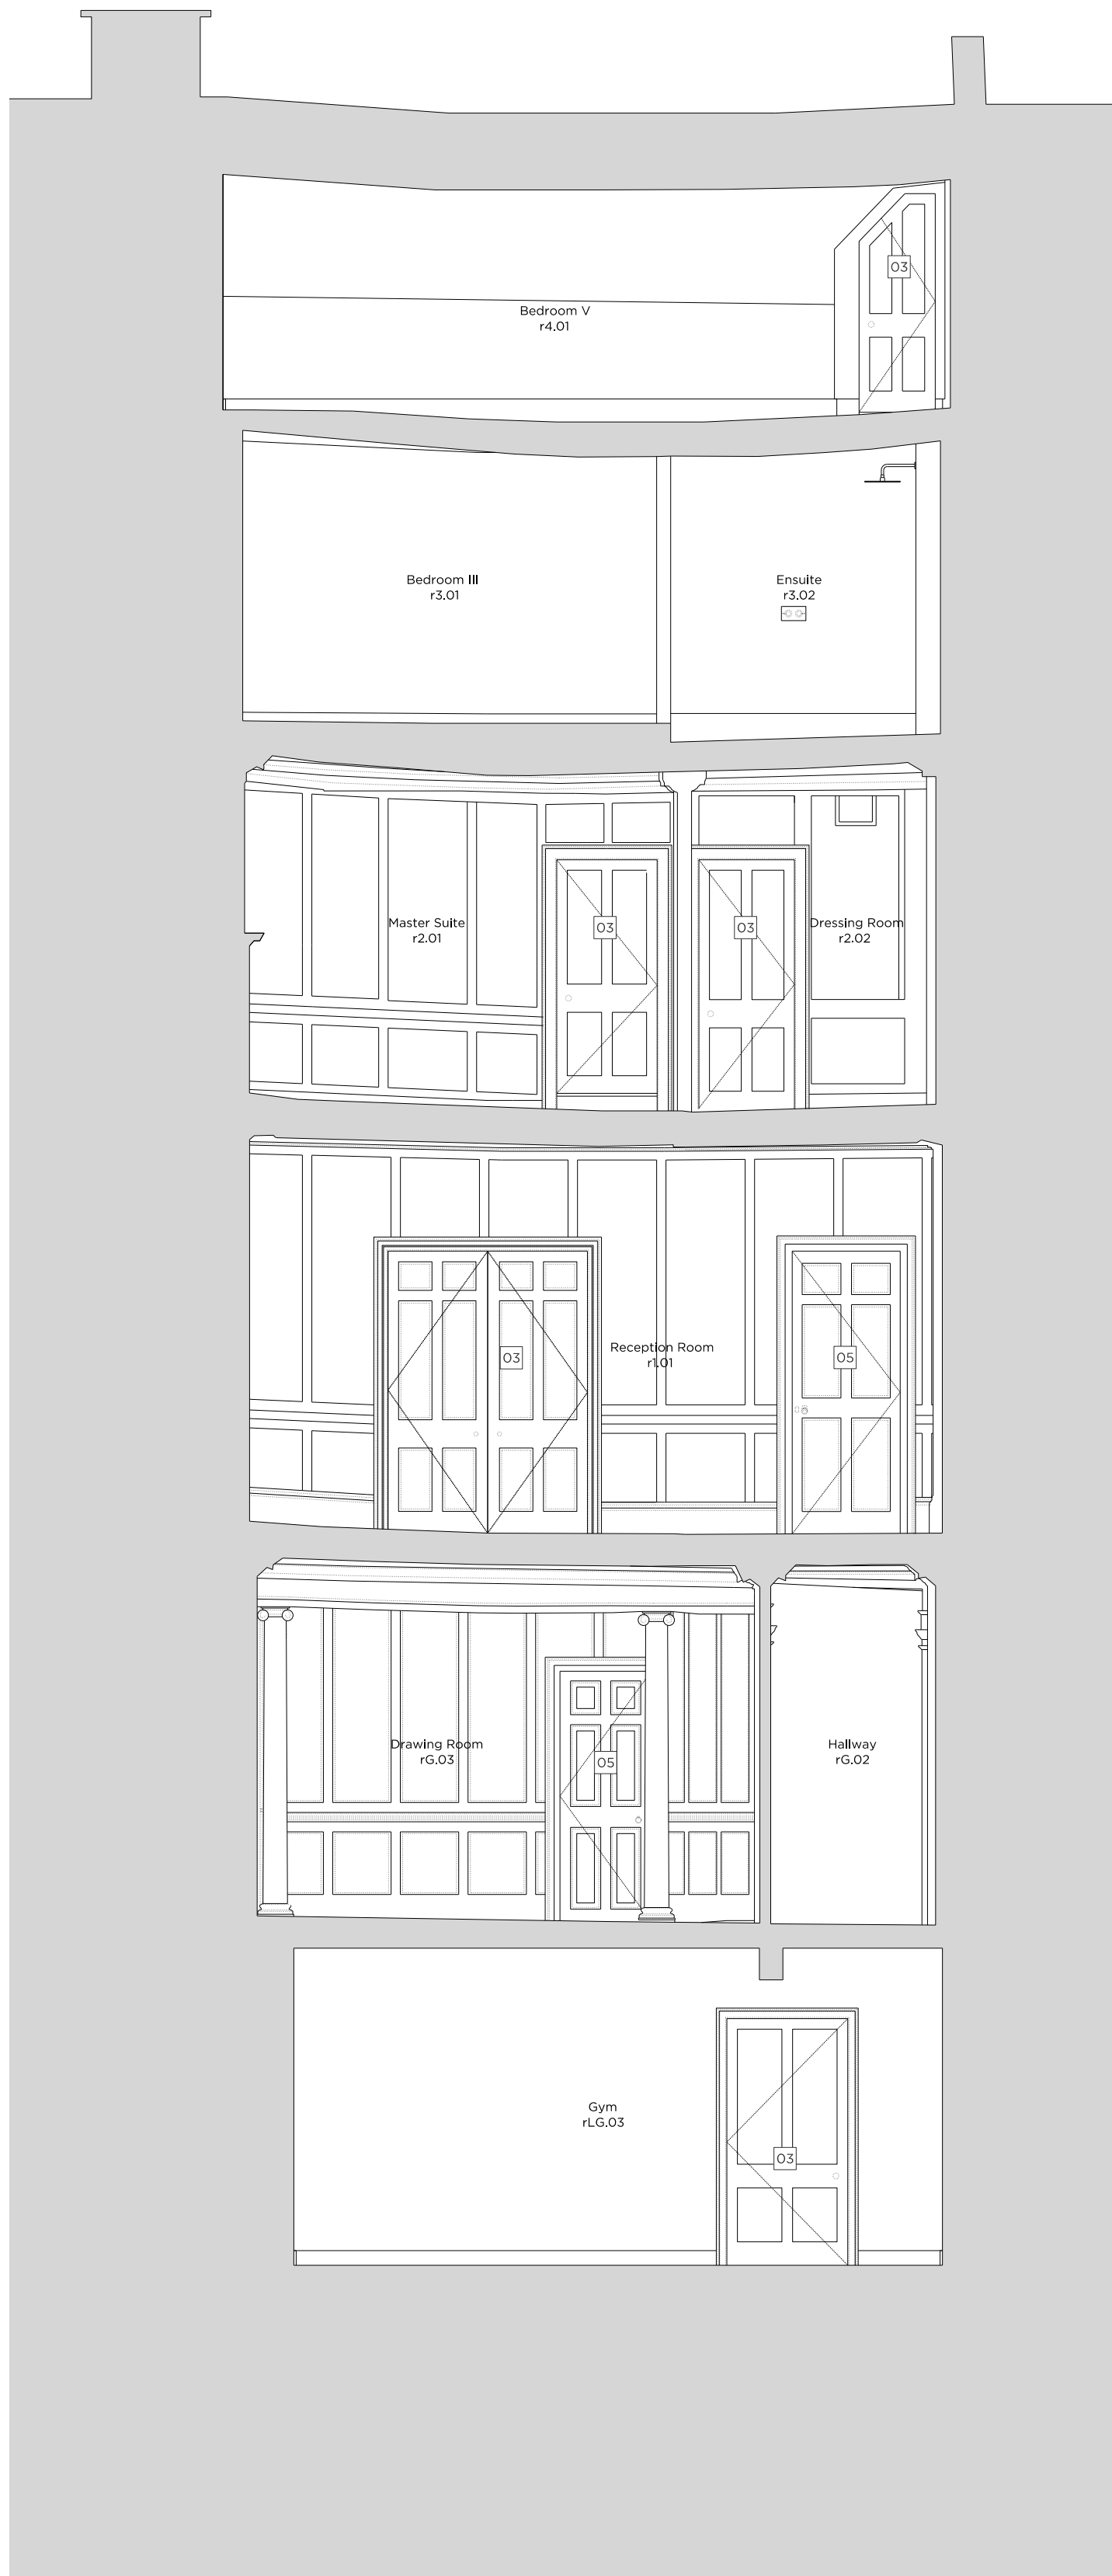 03
Bedroom V
r4.01
Bedroom III
r3.01
Ensuite
r3.02
Master Suite
r2.01
03
03
Dressing Room
r2.02
03
Reception Room
r1.01
05
Drawing Room
rG.03
05
Hallway
rG.02
Gym
rLG.03
03